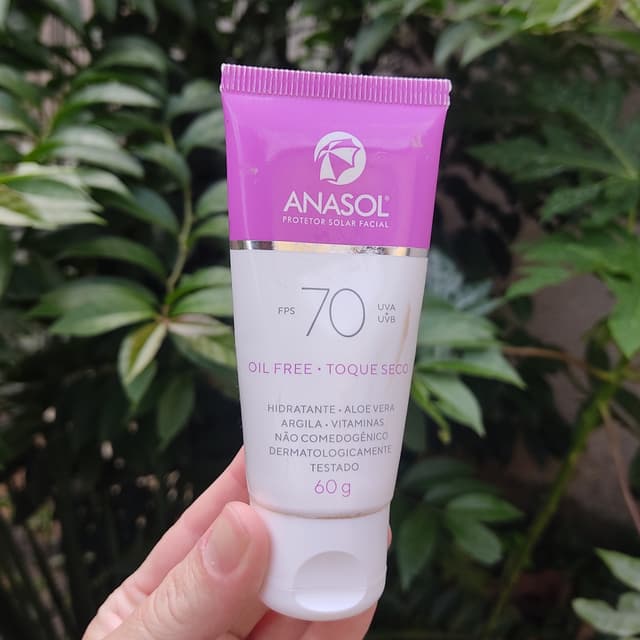 ANASOL®
PROTETOR SOLAR FACIAL
FPS 70 UVA + UVB
OIL FREE • TOQUE SECO
HIDRATANTE • ALOE VERA
ARGILA • VITAMINAS
NÃO COMEDOGÊNICO
DERMATOLOGICAMENTE
TESTADO
60 g